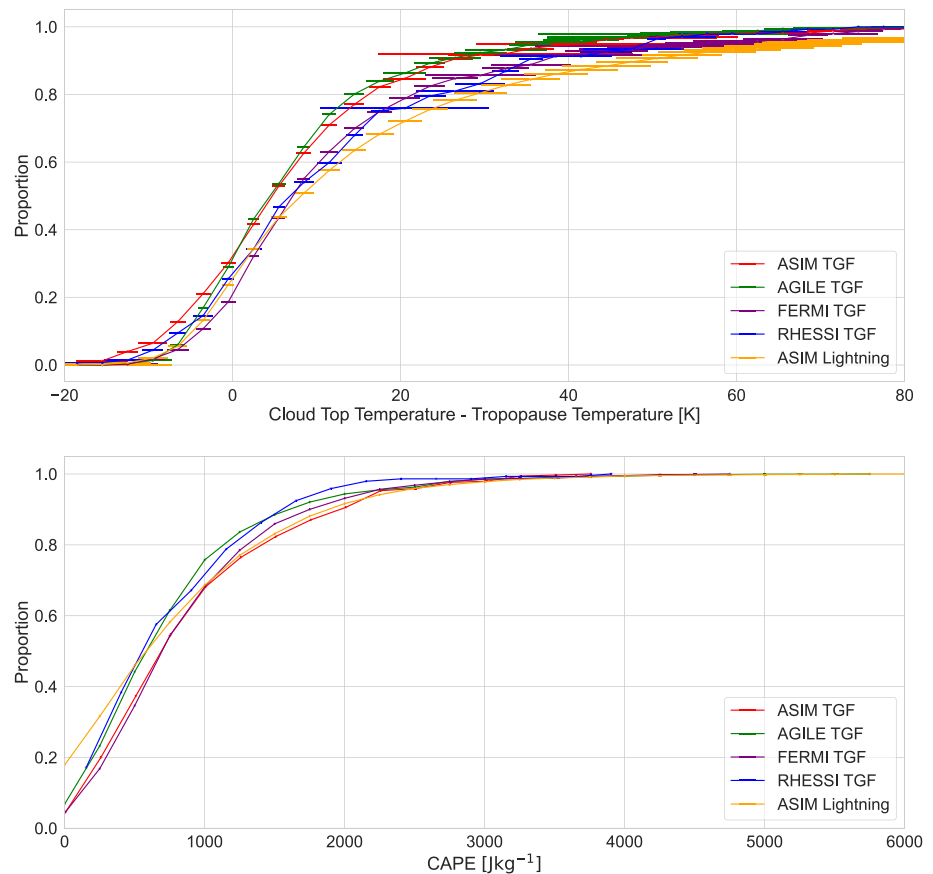 1.0
0.8
0.6
0.4
0.2
0.0
Proportion
−20
0
20
40
60
80
Cloud Top Temperature - Tropopause Temperature [K]
ASIM TGF
AGILE TGF
FERMI TGF
RHESSI TGF
ASIM Lightning
1.0
0.8
0.6
0.4
0.2
0.0
Proportion
0
1000
2000
3000
4000
5000
6000
CAPE [Jkg⁻¹]
ASIM TGF
AGILE TGF
FERMI TGF
RHESSI TGF
ASIM Lightning